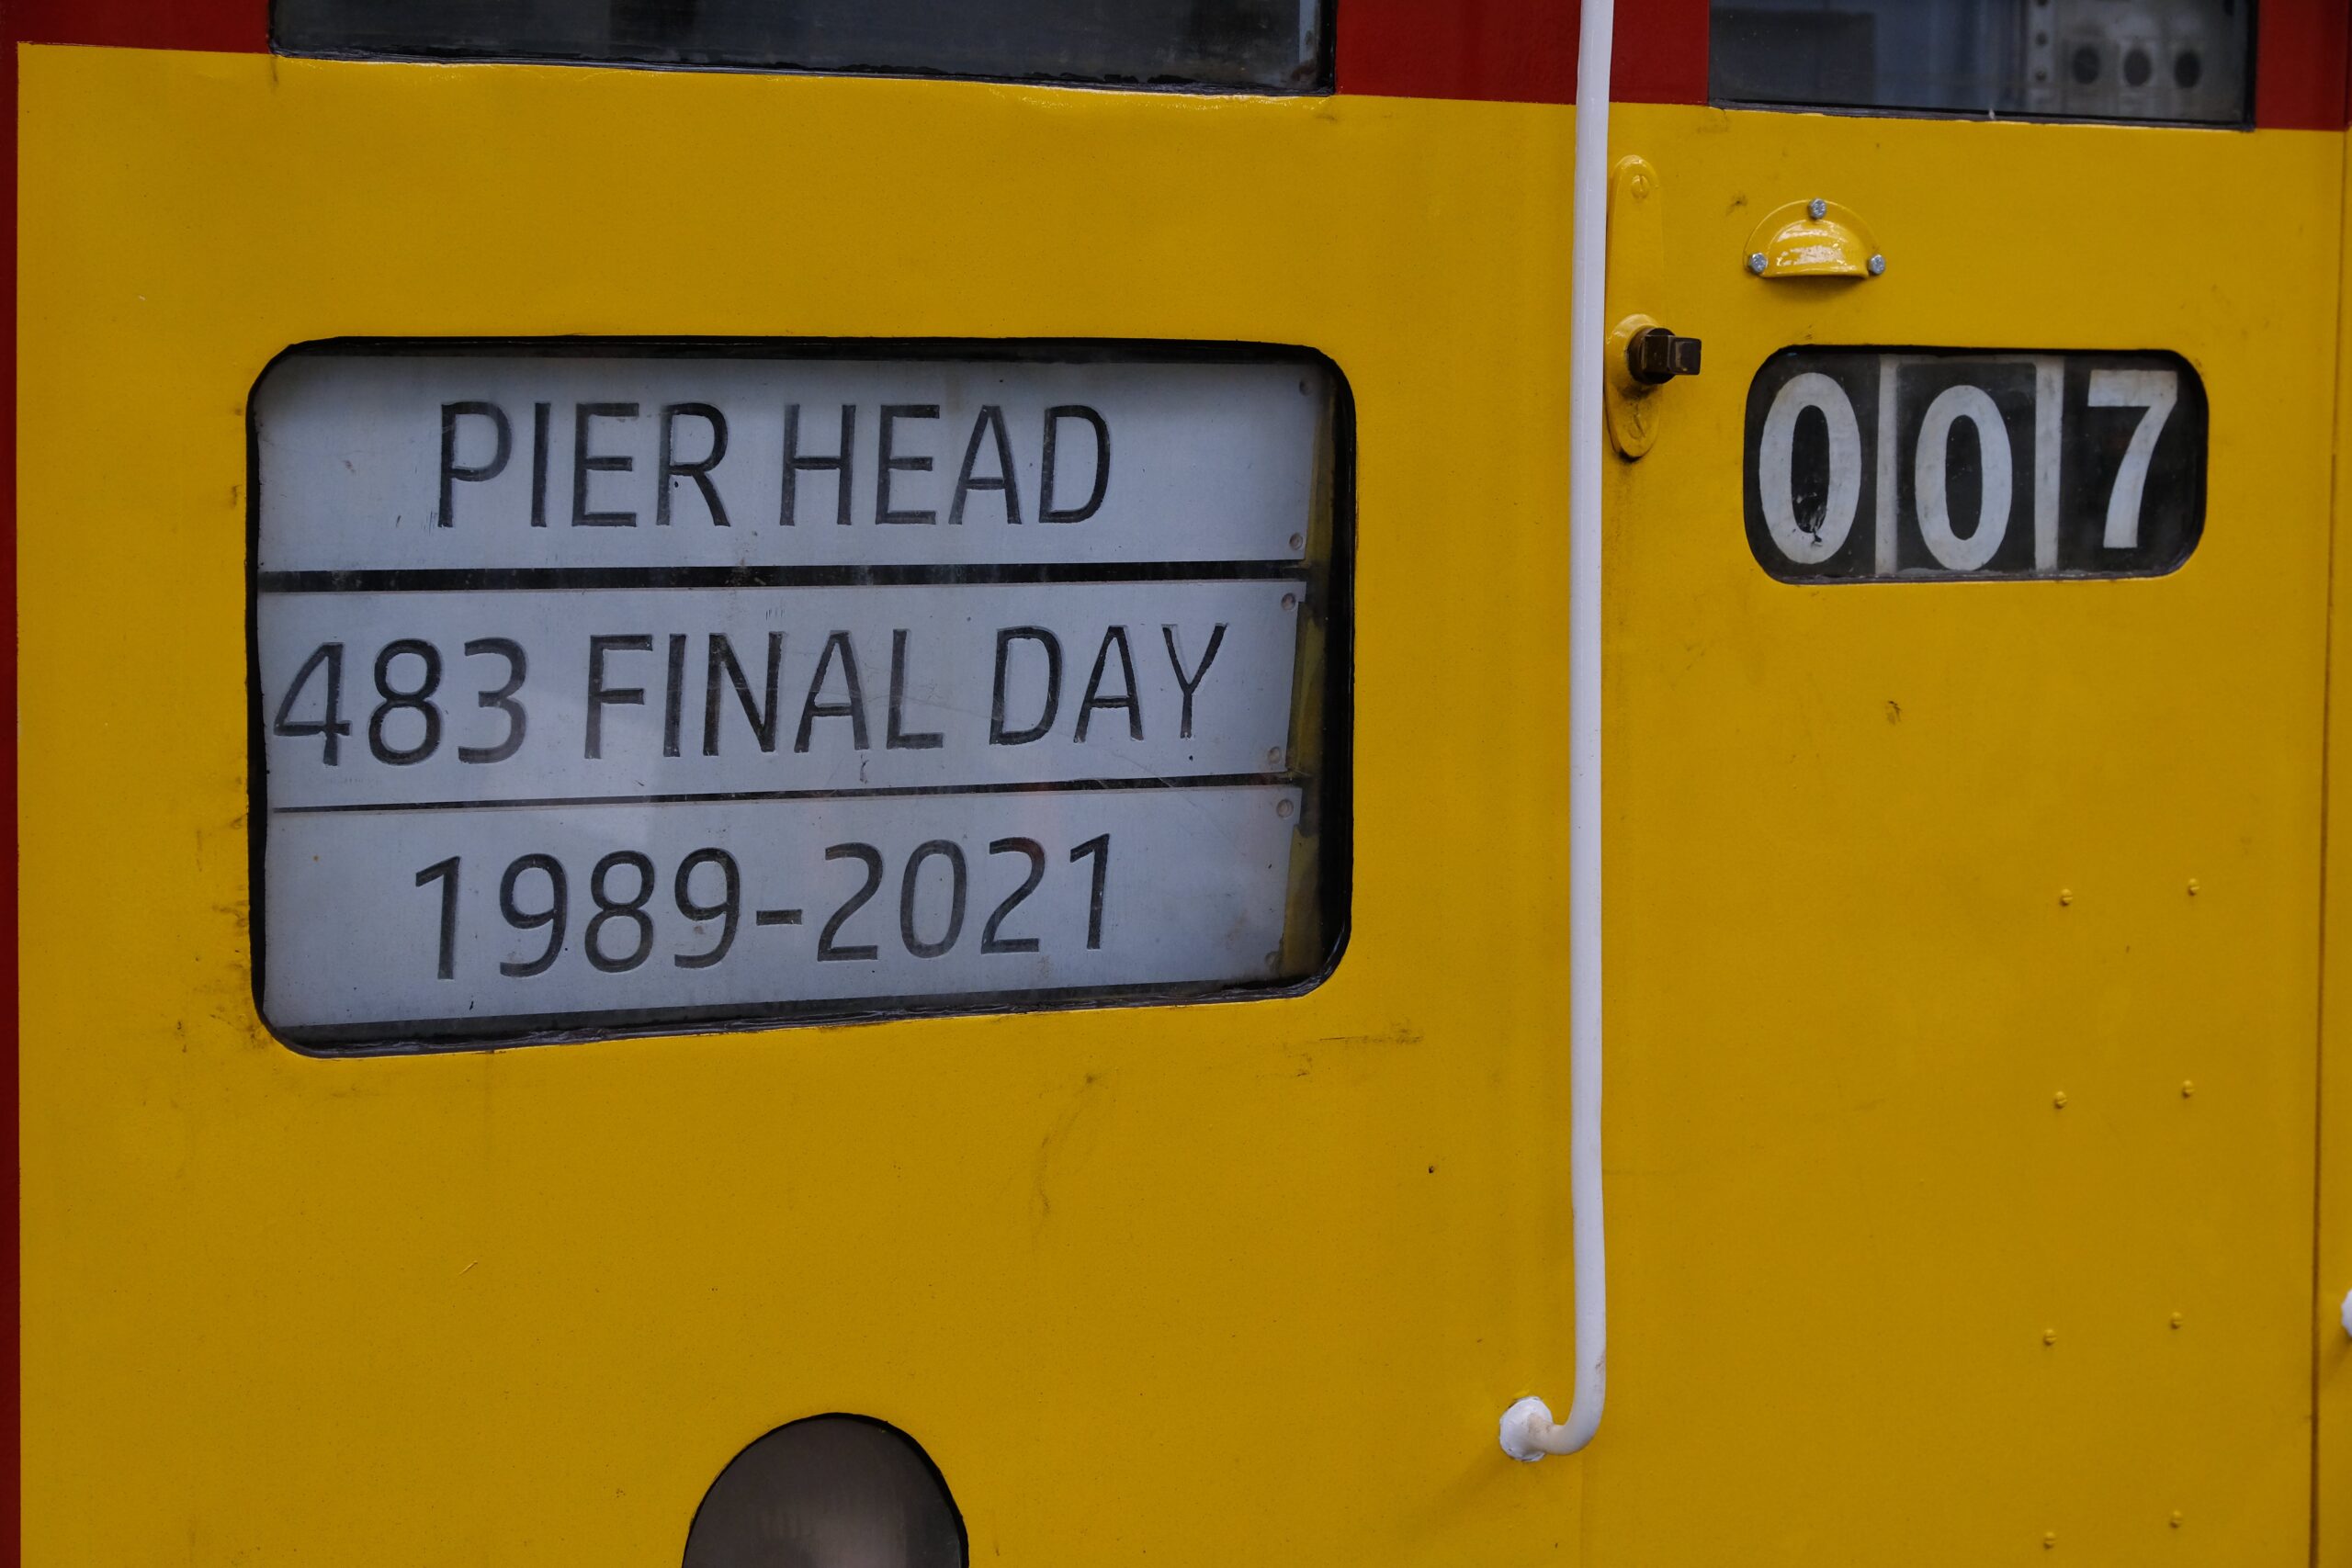 PIER HEAD
483 FINAL DAY
1989-2021
007